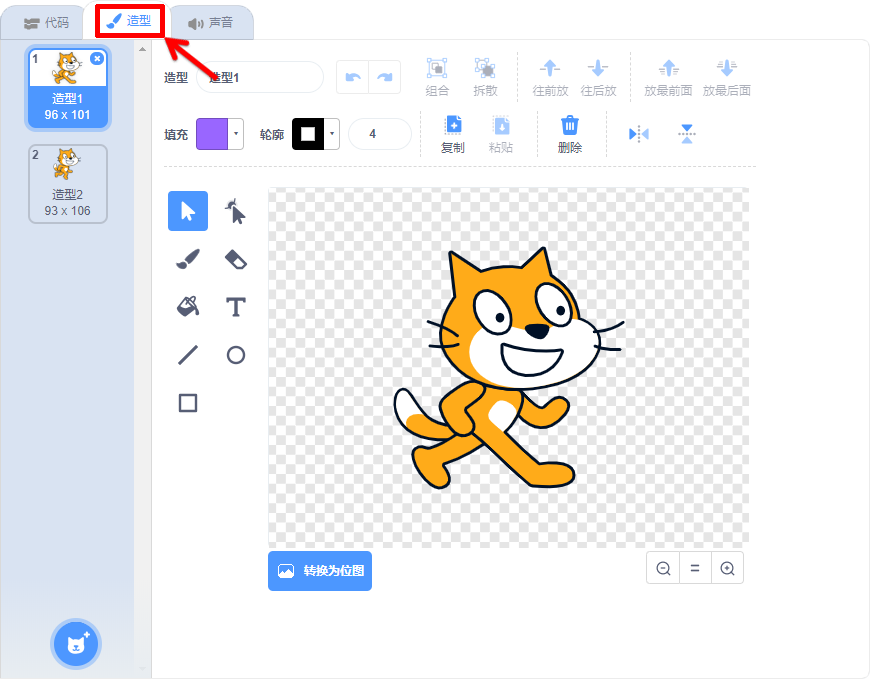 代码
造型
声音
1
造型1
96 x 101
2
造型2
93 x 106
造型
造型1
组合
拆散
往前放
往后放
放最前面
放最后面
填充
轮廓
4
复制
粘贴
删除
T
转换为位图